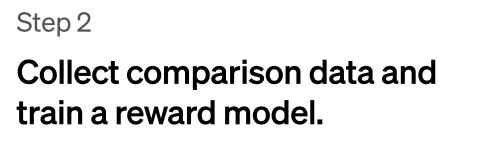 Step 2
Collect comparison data and
train a reward model.